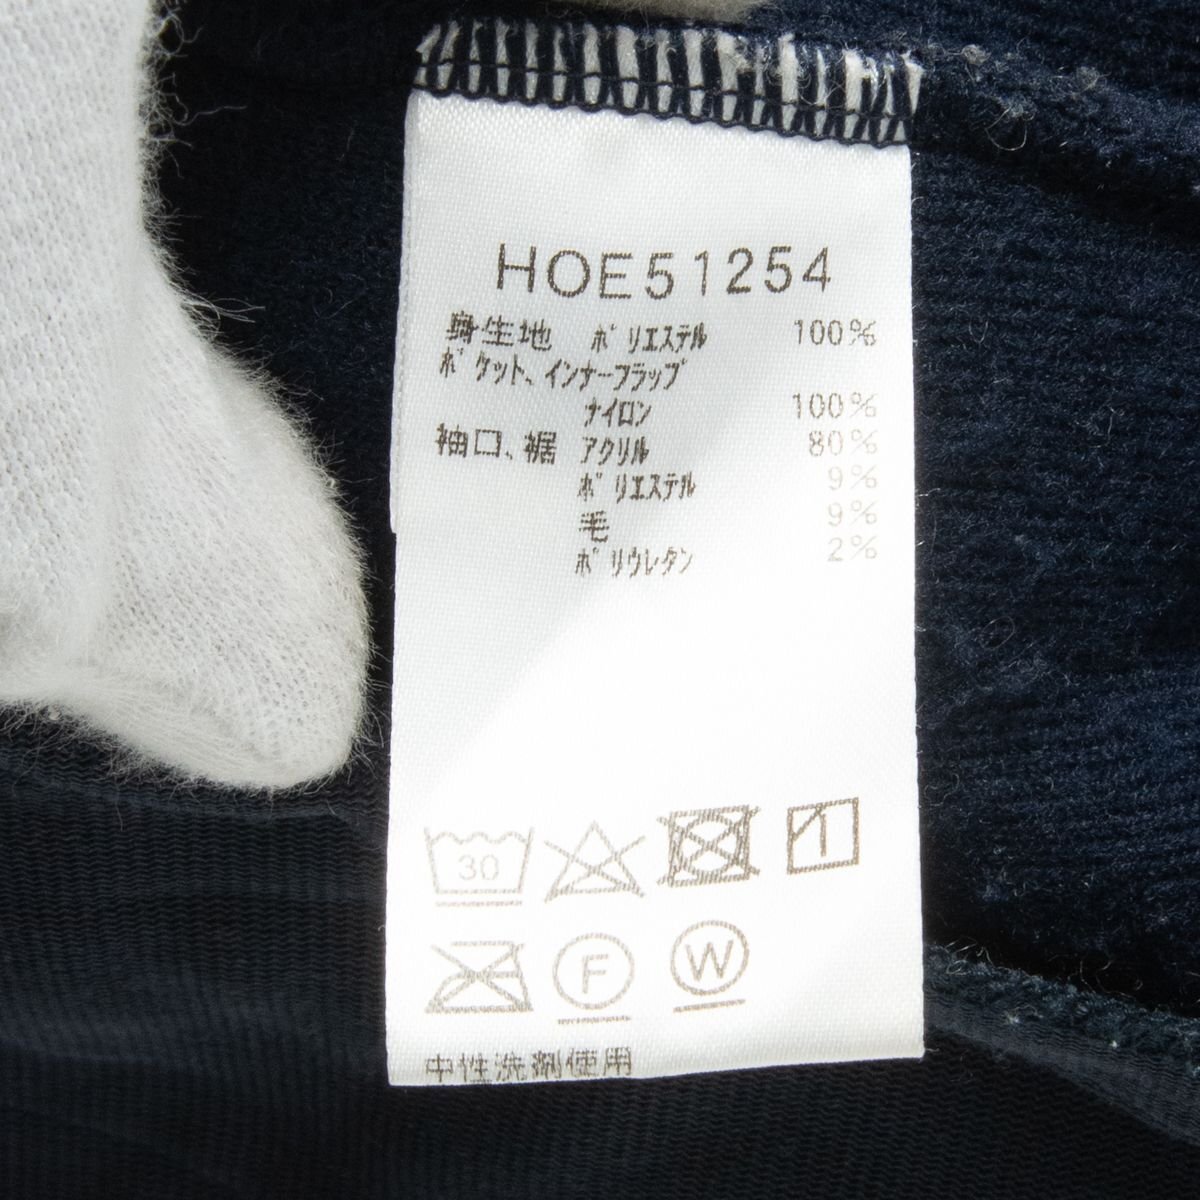 HOE51254
身生地 ポリエステル 100%
ポケット、インナーフラップ
ナイロン 100%
袖口、裾 アクリル 80%
ポリエステル 9%
毛 9%
ポリウレタン 2%
30
F W
中性洗剤使用